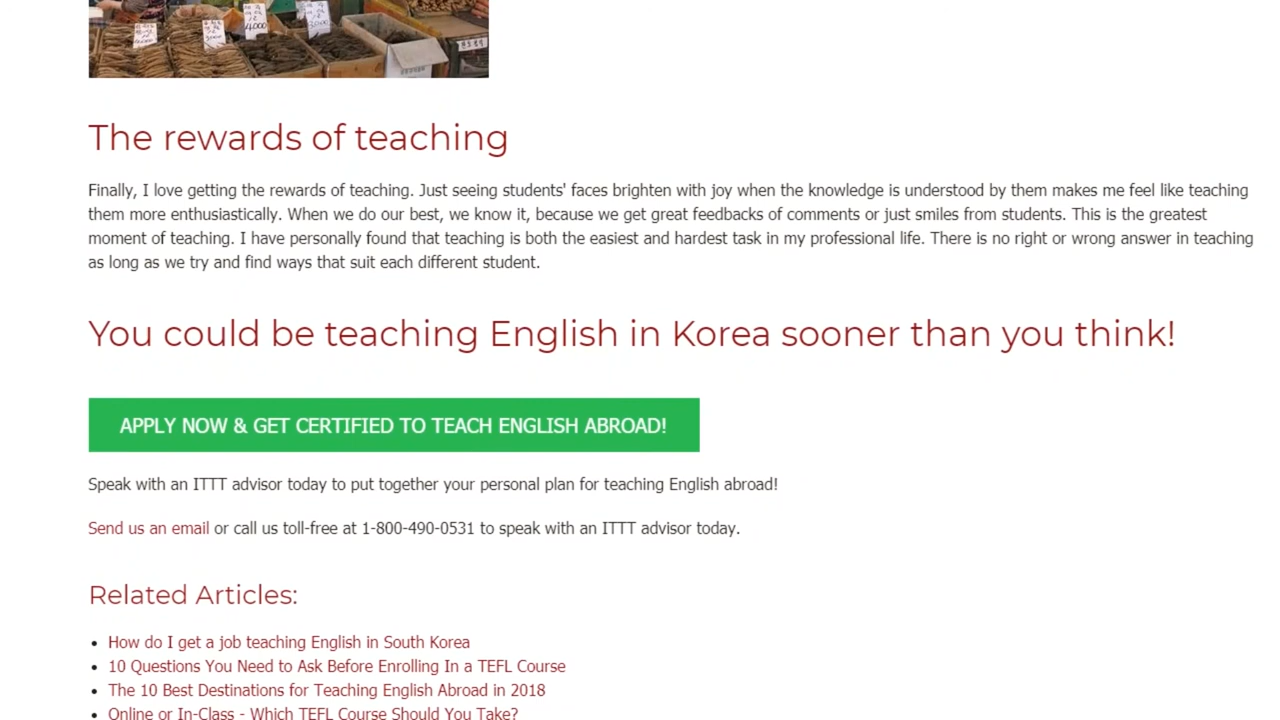 4000
The rewards of teaching
Finally, I love getting the rewards of teaching. Just seeing students' faces brighten with joy when the knowledge is understood by them makes me feel like teaching
them more enthusiastically. When we do our best, we know it, because we get great feedbacks of comments or just smiles from students. This is the greatest
moment of teaching. I have personally found that teaching is both the easiest and hardest task in my professional life. There is no right or wrong answer in teaching
as long as we try and find ways that suit each different student.
You could be teaching English in Korea sooner than you think!
APPLY NOW & GET CERTIFIED TO TEACH ENGLISH ABROAD!
Speak with an ITTT advisor today to put together your personal plan for teaching English abroad!
Send us an email or call us toll-free at 1-800-490-0531 to speak with an ITTT advisor today.
Related Articles:
• How do I get a job teaching English in South Korea
• 10 Questions You Need to Ask Before Enrolling In a TEFL Course
• The 10 Best Destinations for Teaching English Abroad in 2018
• Online or In-Class - Which TEFL Course Should You Take?